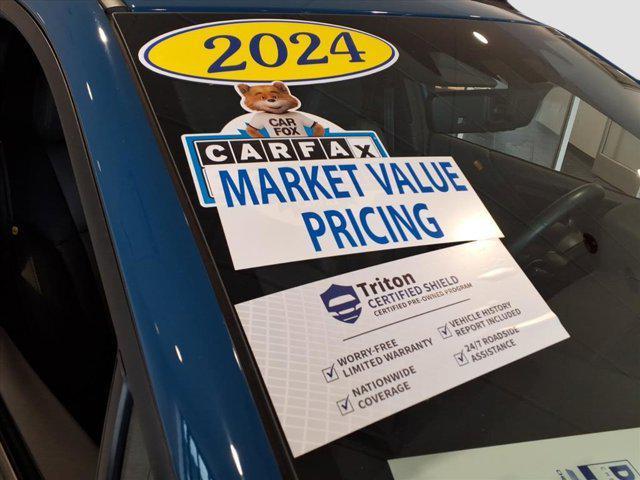 2024
CAR
FOX
CARFAX
MARKET VALUE
PRICING
Triton
CERTIFIED SHIELD
CERTIFIED PRE-OWNED PROGRAM
WORRY-FREE
LIMITED WARRANTY
NATIONWIDE
COVERAGE
VEHICLE HISTORY
REPORT INCLUDED
24/7 ROADSIDE
ASSISTANCE